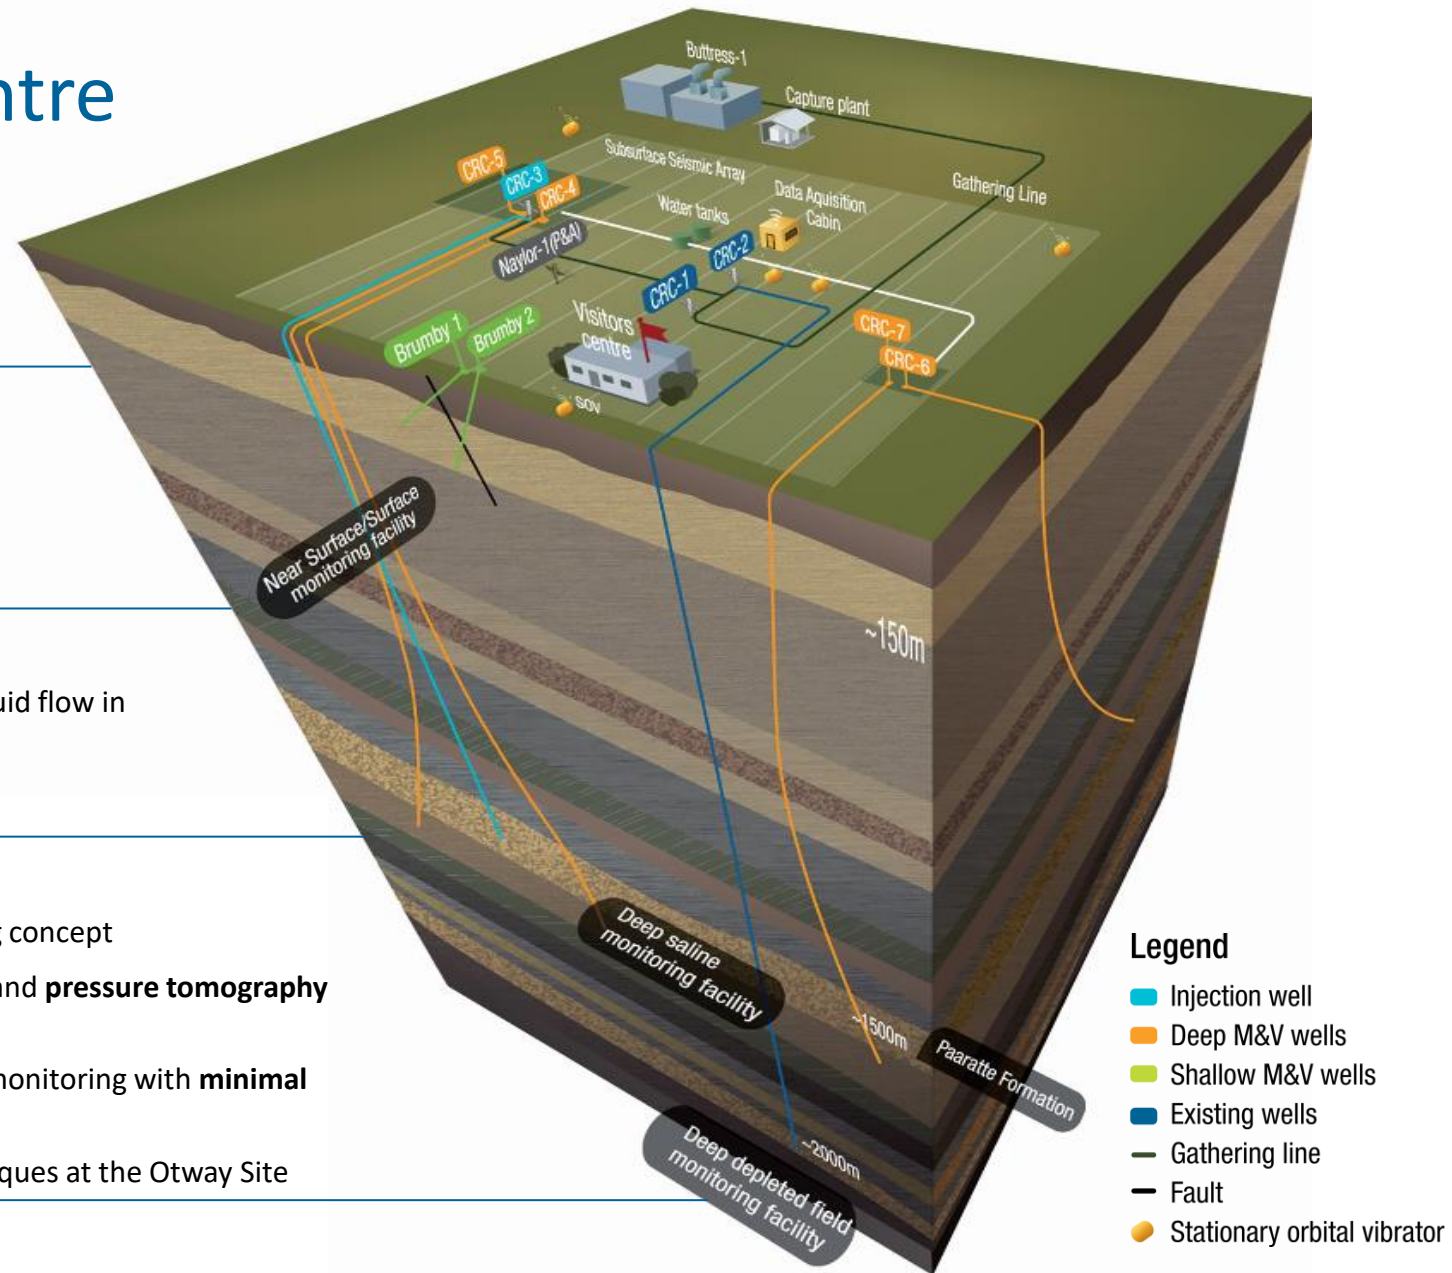 ntre
uid flow in
g concept
and pressure tomography
monitoring with minimal
ques at the Otway Site
Buttress-1
Capture plant
Subsurface Seismic Array
Gathering Line
CRC-5
CRC-3
CRC-4
Data Aquisition
Cabin
Water tanks
Naylor-1(P&A)
CRC-2
CRC-1
Visitors
centre
Brumby 1
Brumby 2
CRC-7
CRC-6
SOV
Near Surface/Surface
monitoring facility
~150m
Deep saline
monitoring facility
~1500m
Paaratte Formation
~2000m
Deep depleted field
monitoring facility
Legend
Injection well
Deep M&V wells
Shallow M&V wells
Existing wells
Gathering line
Fault
Stationary orbital vibrator